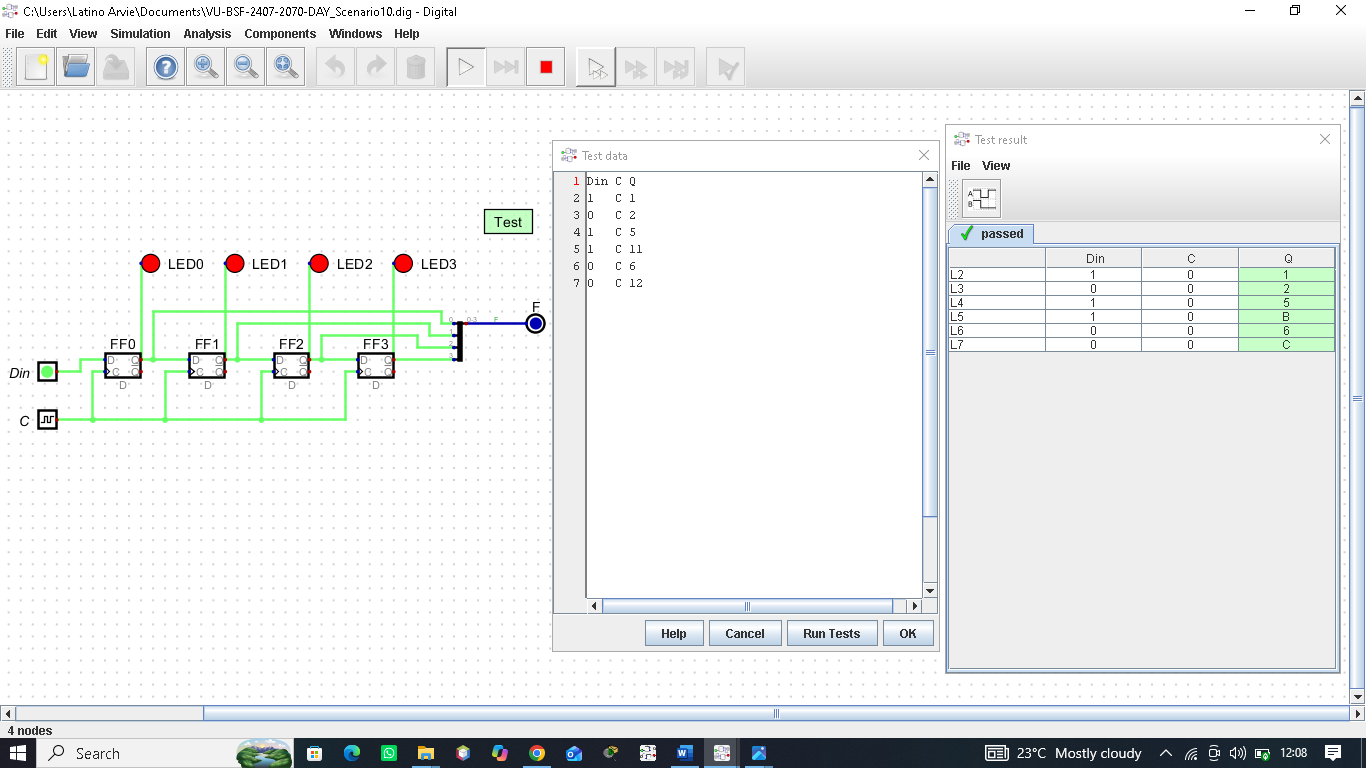 C:\Users\Latino Arvie\Documents\VU-BSF-2407-2070-DAY_Scenario10.dig - Digital
File Edit View Simulation Analysis Components Windows Help
Test
LED0 LED1 LED2 LED3
F
0 0-3 F
FF0 FF1 FF2 FF3
D Q D Q D Q D Q
C Q C Q C Q C Q
D D D D
Din
C
Test data
1 Din C Q
2 1 C 1
3 0 C 2
4 1 C 5
5 1 C 11
6 0 C 6
7 0 C 12
Help Cancel Run Tests OK
Test result
File View
A
B
passed
Din C Q
L2 1 0 1
L3 0 0 2
L4 1 0 5
L5 1 0 B
L6 0 0 6
L7 0 0 C
4 nodes
Search
23°C Mostly cloudy
12:08